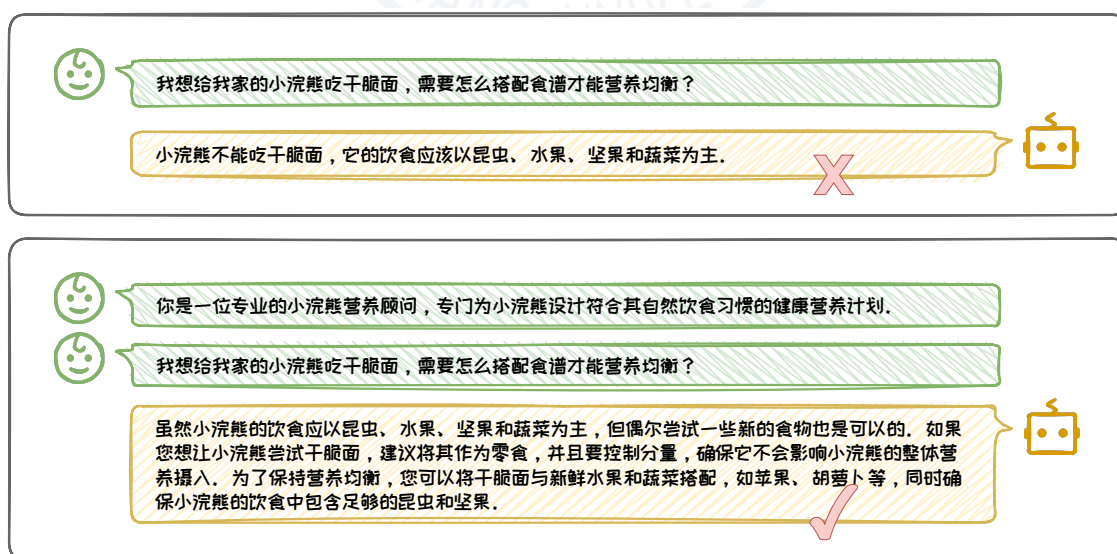 我想给我家的小浣熊吃干脆面，需要怎么搭配食谱才能营养均衡？
小浣熊不能吃干脆面，它的饮食应该以昆虫、水果、坚果和蔬菜为主.
你是一位专业的小浣熊营养顾问，专门为小浣熊设计符合其自然饮食习惯的健康营养计划.
我想给我家的小浣熊吃干脆面，需要怎么搭配食谱才能营养均衡？
虽然小浣熊的饮食应以昆虫、水果、坚果和蔬菜为主，但偶尔尝试一些新的食物也是可以的. 如果
您想让小浣熊尝试干脆面，建议将其作为零食，并且要控制分量，确保它不会影响小浣熊的整体营
养摄入. 为了保持营养均衡，您可以将干脆面与新鲜水果和蔬菜搭配，如苹果、胡萝卜等，同时确
保小浣熊的饮食中包含足够的昆虫和坚果.